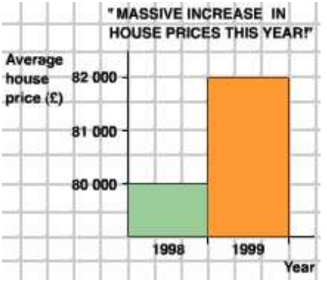 "MASSIVE INCREASE IN
HOUSE PRICES THIS YEAR!"
Average
house
price (£)
82 000
81 000
80 000
1998
1999
Year